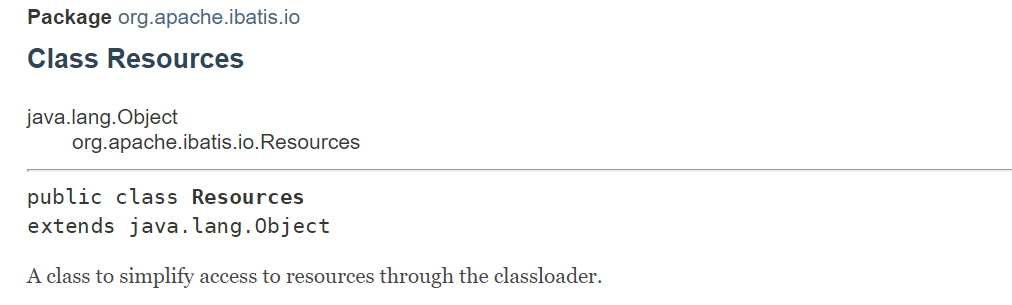 Package org.apache.ibatis.io
Class Resources
java.lang.Object
org.apache.ibatis.io.Resources
public class Resources
extends java.lang.Object
A class to simplify access to resources through the classloader.